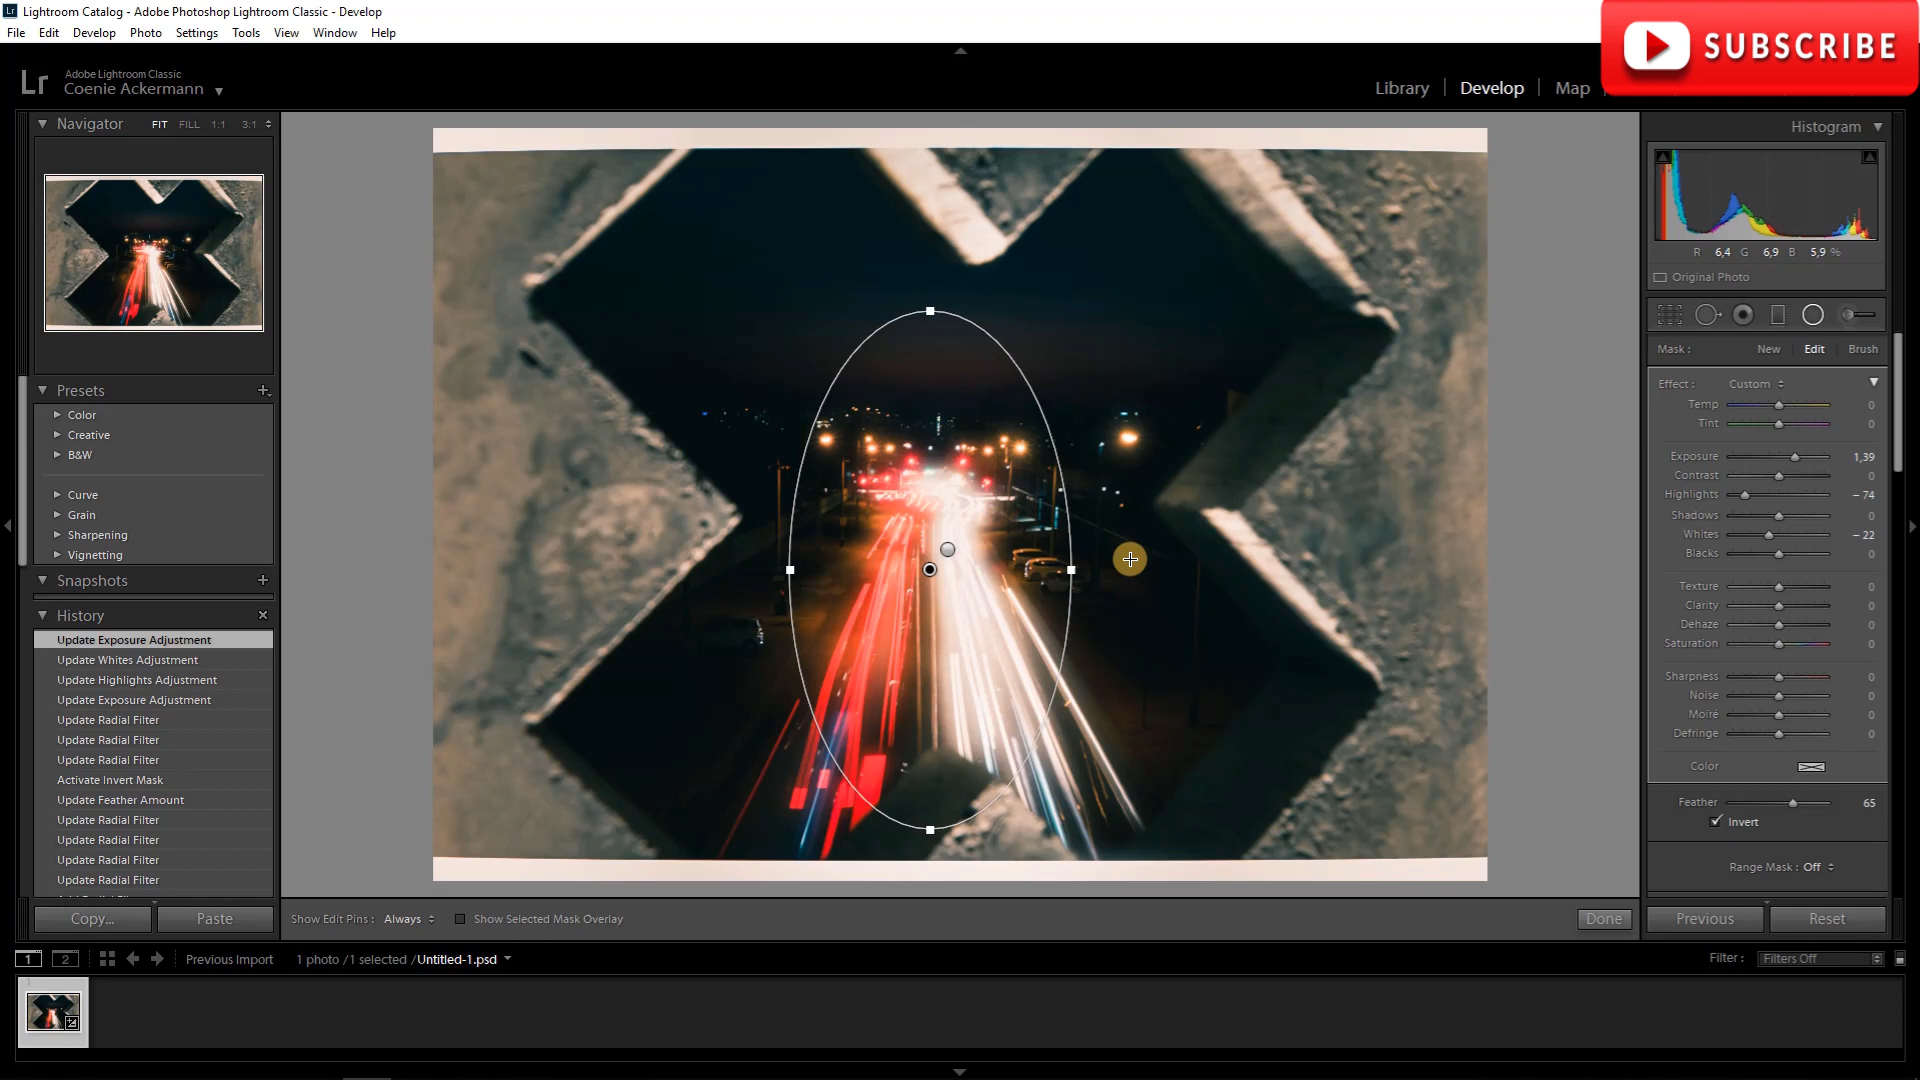 Lr Lightroom Catalog - Adobe Photoshop Lightroom Classic - Develop
File Edit Develop Photo Settings Tools View Window Help
SUBSCRIBE
Lr Adobe Lightroom Classic
Coenie Ackermann
Library Develop Map
Navigator FIT FILL 1:1 3:1
Presets
Color
Creative
B&W
Curve
Grain
Sharpening
Vignetting
Snapshots
History
Update Exposure Adjustment
Update Whites Adjustment
Update Highlights Adjustment
Update Exposure Adjustment
Update Radial Filter
Update Radial Filter
Update Radial Filter
Activate Invert Mask
Update Feather Amount
Update Radial Filter
Update Radial Filter
Update Radial Filter
Update Radial Filter
Copy... Paste
Show Edit Pins : Always Show Selected Mask Overlay Done
Histogram
R 6,4 G 6,9 B 5,9 %
Original Photo
Mask : New Edit Brush
Effect : Custom
Temp 0
Tint 0
Exposure 1,39
Contrast 0
Highlights – 74
Shadows 0
Whites – 22
Blacks 0
Texture 0
Clarity 0
Dehaze 0
Saturation 0
Sharpness 0
Noise 0
Moiré 0
Defringe 0
Color
Feather 65
Invert
Range Mask : Off
Previous Reset
1 2 Previous Import 1 photo / 1 selected / Untitled-1.psd
Filter : Filters Off